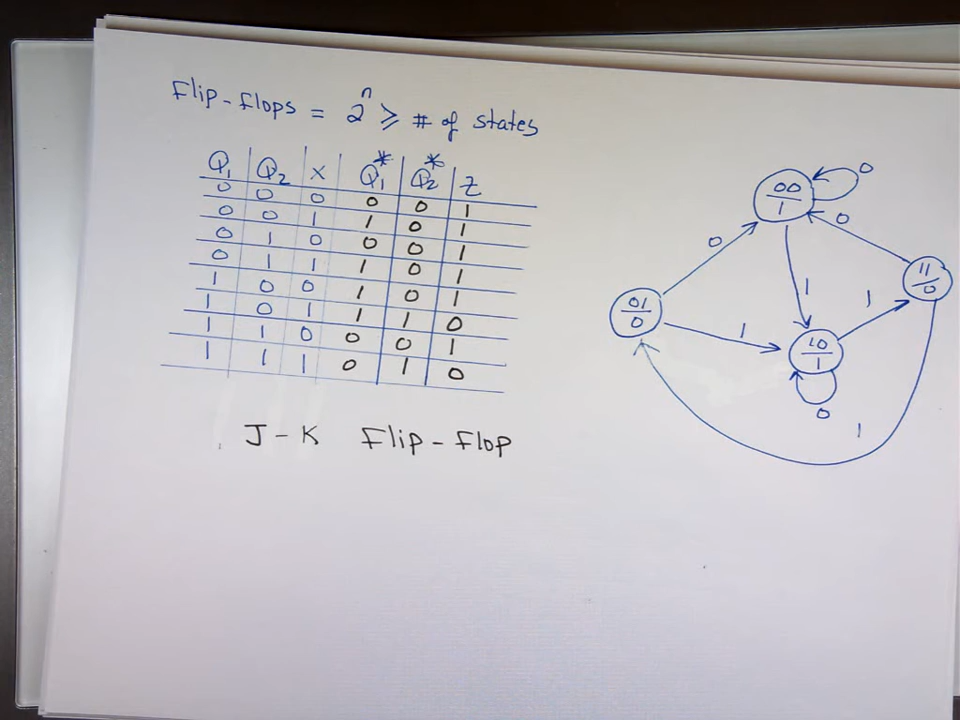 Flip-Flops = 2^n ≥ # of states
Q1 Q2 X Q1* Q2* Z
0 0 0 0 0 1
0 0 1 1 0 1
0 1 0 0 0 1
0 1 1 1 0 1
1 0 0 1 0 1
1 0 1 1 1 0
1 1 0 0 0 1
1 1 1 0 1 0
J-K Flip-Flop
00
1
0
0
0
11
0
1
1
01
0
1
10
1
0
1